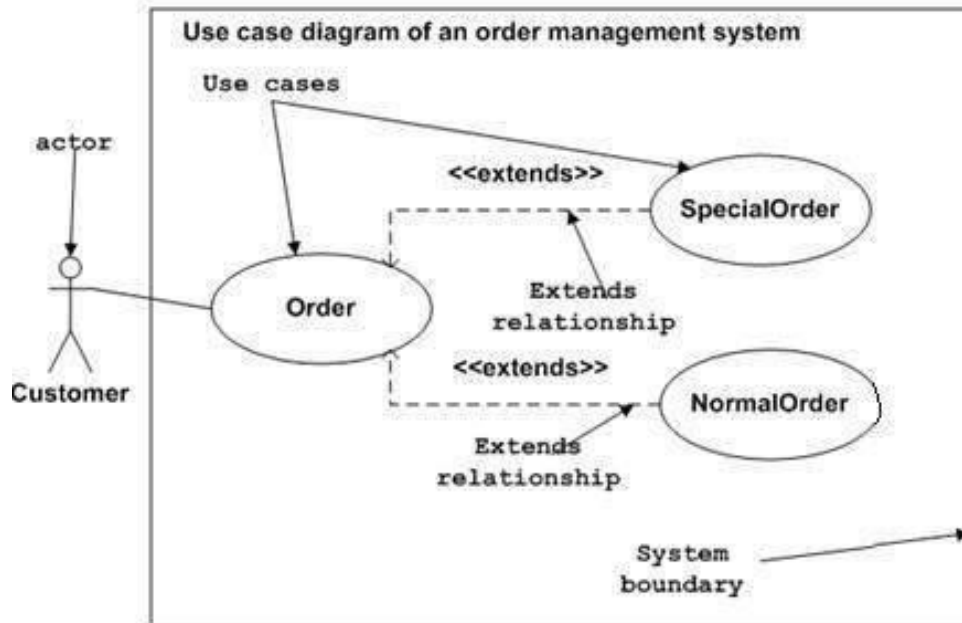 Use case diagram of an order management system
Use cases
actor
<<extends>>
SpecialOrder
Extends
relationship
Order
<<extends>>
Customer
NormalOrder
Extends
relationship
System
boundary